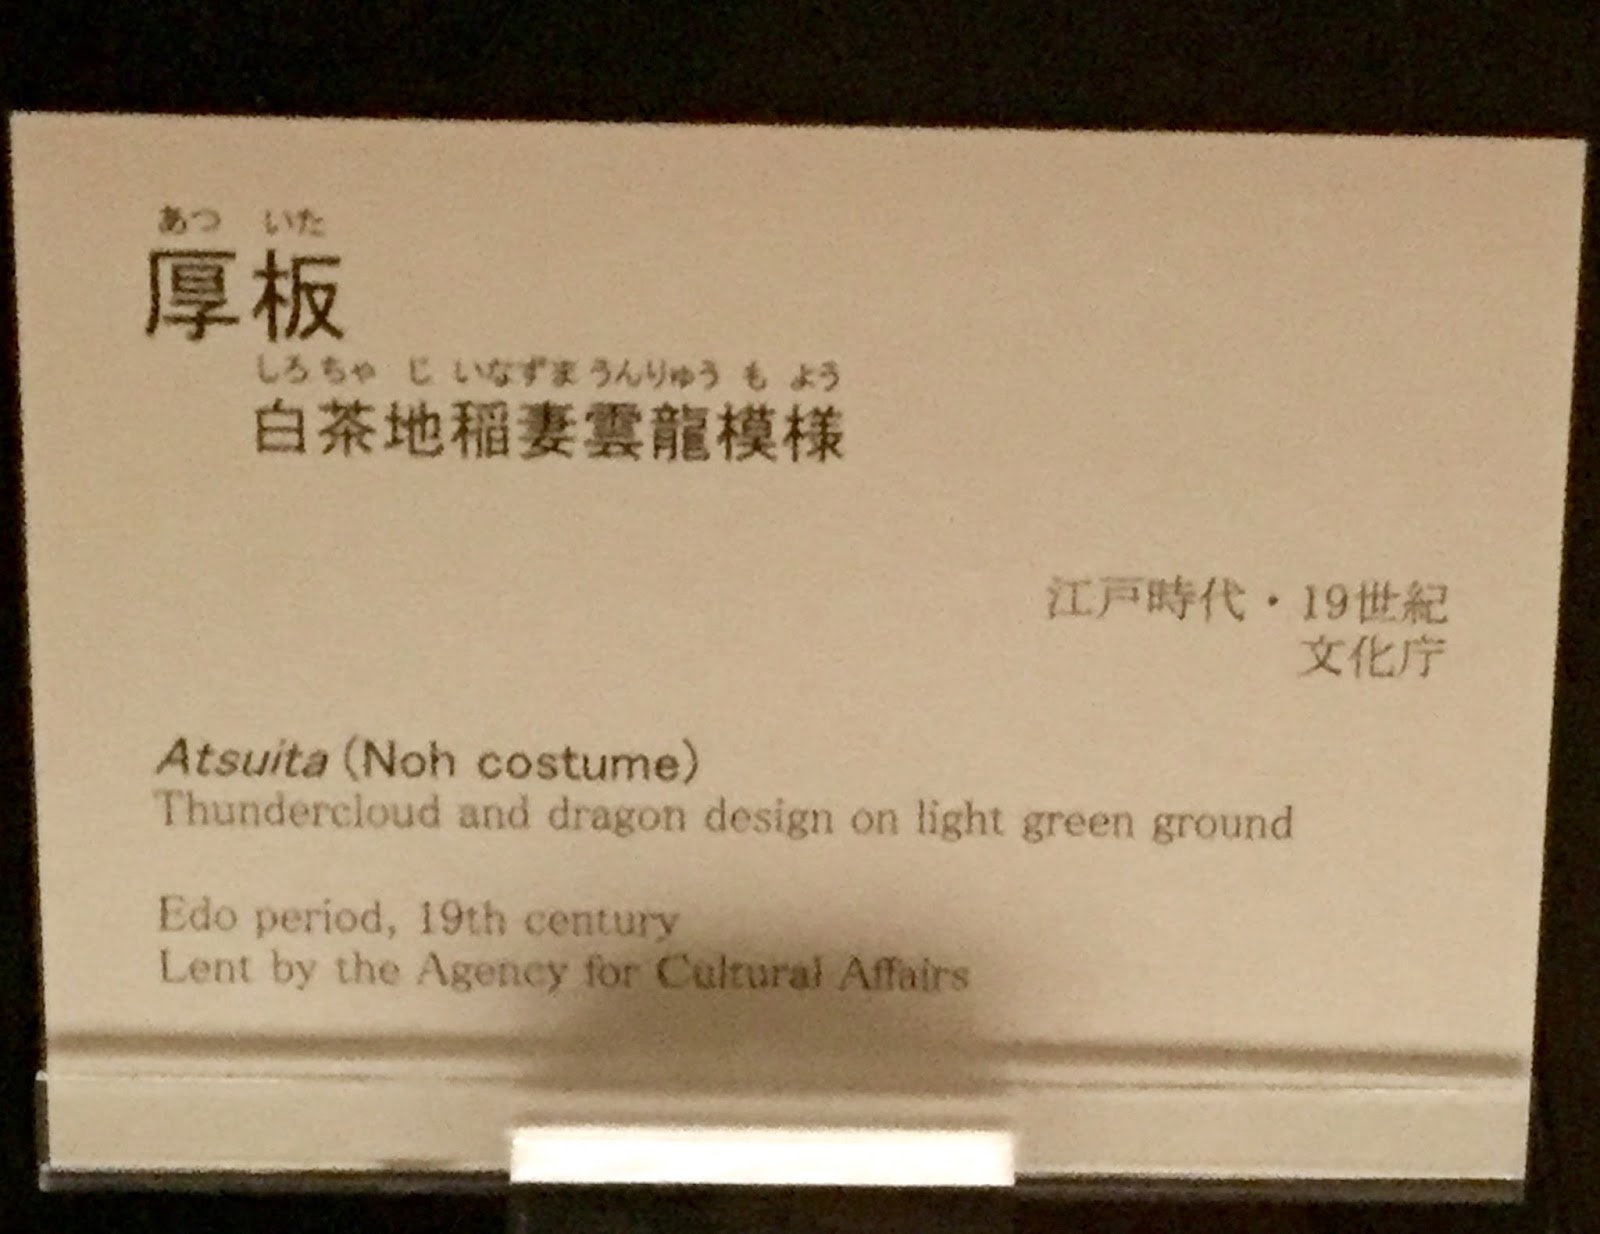 あつ いた
厚板
しろちゃ じ いなずま うんりゅう も よう
白茶地稲妻雲龍模様
江戸時代・19世紀
文化庁
Atsuita (Noh costume)
Thundercloud and dragon design on light green ground
Edo period, 19th century
Lent by the Agency for Cultural Affairs